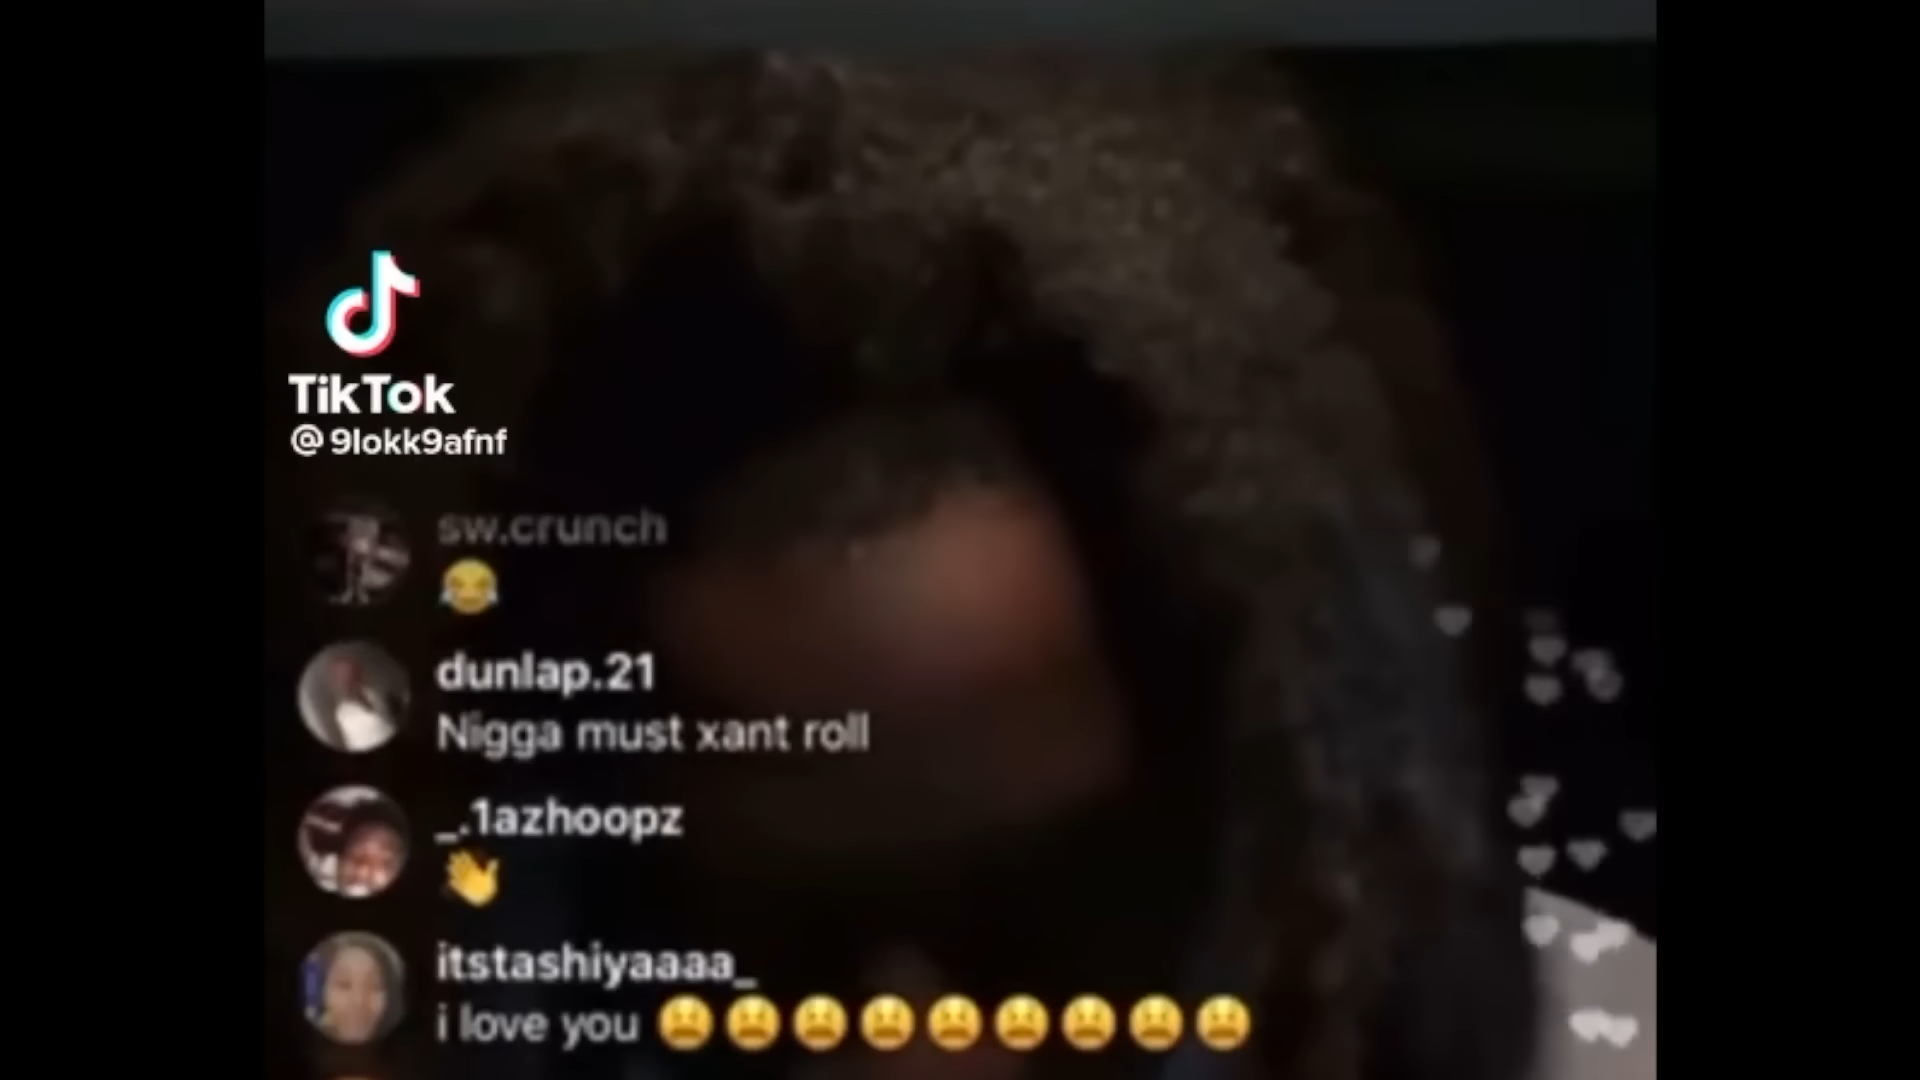 TikTok
@9lokk9afnf
sw.crunch
😂
dunlap.21
Nigga must xant roll
_.1azhoopz
👋
itstashiyaaaa_
i love you 😩😩😩😩😩😩😩😩😩